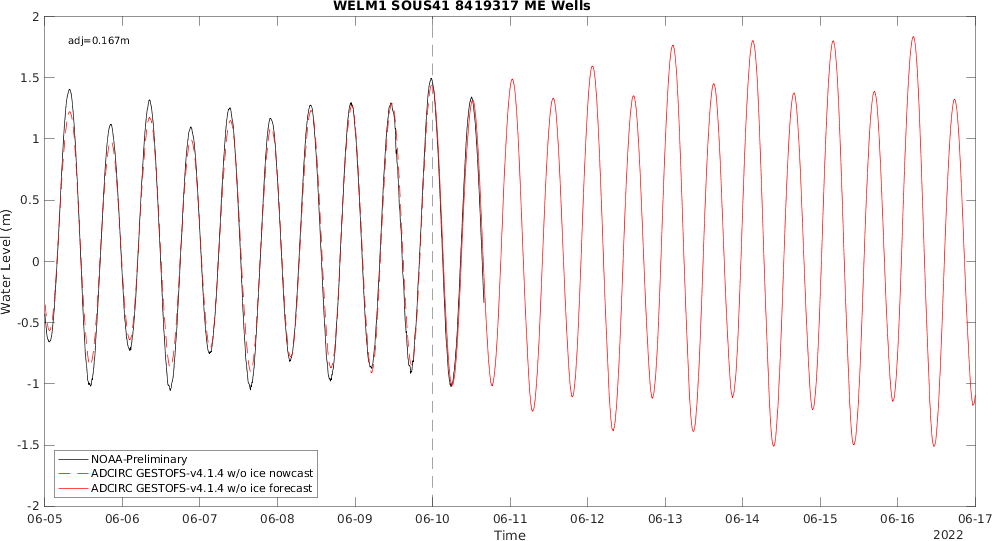 WELM1 SOUS41 8419317 ME Wells
adj=0.167m
2
1.5
1
0.5
0
-0.5
-1
-1.5
-2
Water Level (m)
NOAA-Preliminary
ADCIRC GESTOFS-v4.1.4 w/o ice nowcast
ADCIRC GESTOFS-v4.1.4 w/o ice forecast
06-05 06-06 06-07 06-08 06-09 06-10 06-11 06-12 06-13 06-14 06-15 06-16 06-17
Time
2022